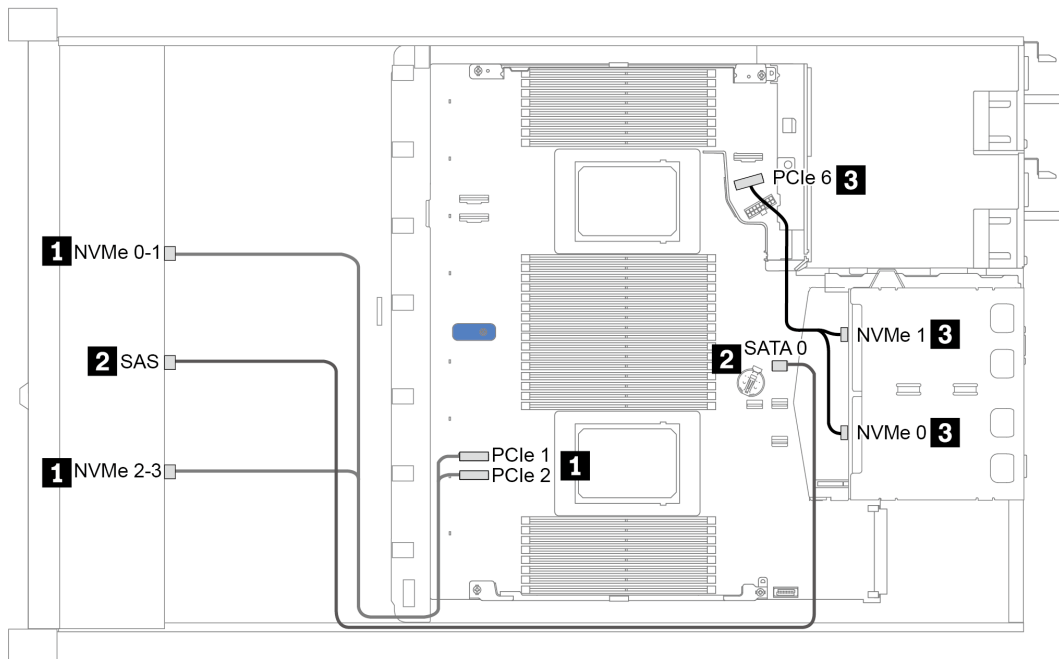 PCIe 6 3
1 NVMe 0-1
NVMe 1 3
2 SATA 0
2 SAS
NVMe 0 3
PCIe 1
1
1 NVMe 2-3
PCIe 2